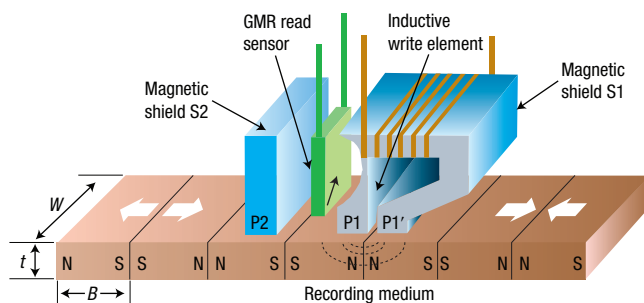 GMR read
sensor
Inductive
write element
Magnetic
shield S2
Magnetic
shield S1
W
P2
P1
P1′
t
N S S N N S S N N S S N N S
B
Recording medium